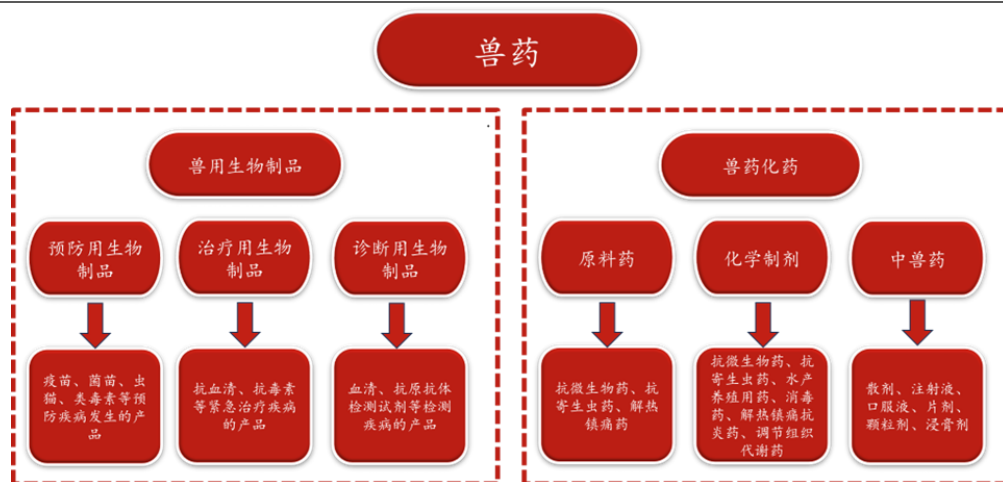 兽药
兽用生物制品
兽药化药
预防用生物
制品
治疗用生物
制品
诊断用生物
制品
原料药
化学制剂
中兽药
疫苗、菌苗、虫
猫、类毒素等预
防疾病发生的产
品
抗血清、抗毒素
等紧急治疗疾病
的产品
血清、抗原抗体
检测试剂等检测
疾病的产品
抗微生物药、抗
寄生虫药、解热
镇痛药
抗微生物药、抗
寄生虫药、水产
养殖用药、消毒
药、解热镇痛抗
炎药、调节组织
代谢药
散剂、注射液、
口服液、片剂、
颗粒剂、浸膏剂